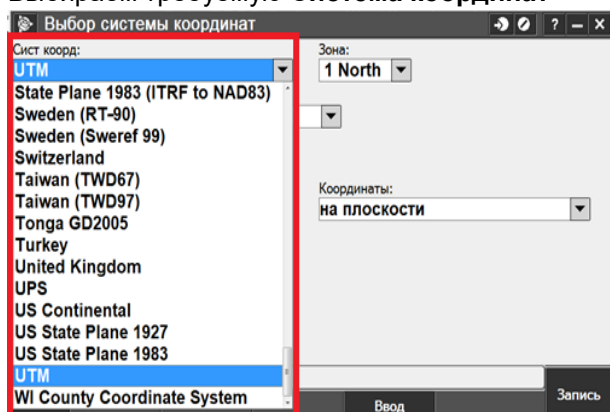 Выбираем требуемую Система координат
Выбор системы координат
? – X
Сист коорд:
Зона:
UTM
1 North
State Plane 1983 (ITRF to NAD83)
Sweden (RT-90)
Sweden (Sweref 99)
Switzerland
Taiwan (TWD67)
Taiwan (TWD97)
Координаты:
на плоскости
Tonga GD2005
Turkey
United Kingdom
UPS
US Continental
US State Plane 1927
US State Plane 1983
UTM
WI County Coordinate System
Ввод
Запись